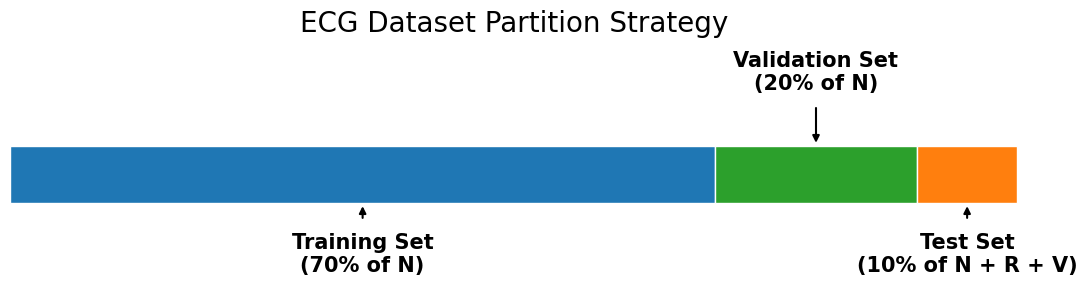 ECG Dataset Partition Strategy
Validation Set
(20% of N)
Training Set
(70% of N)
Test Set
(10% of N + R + V)